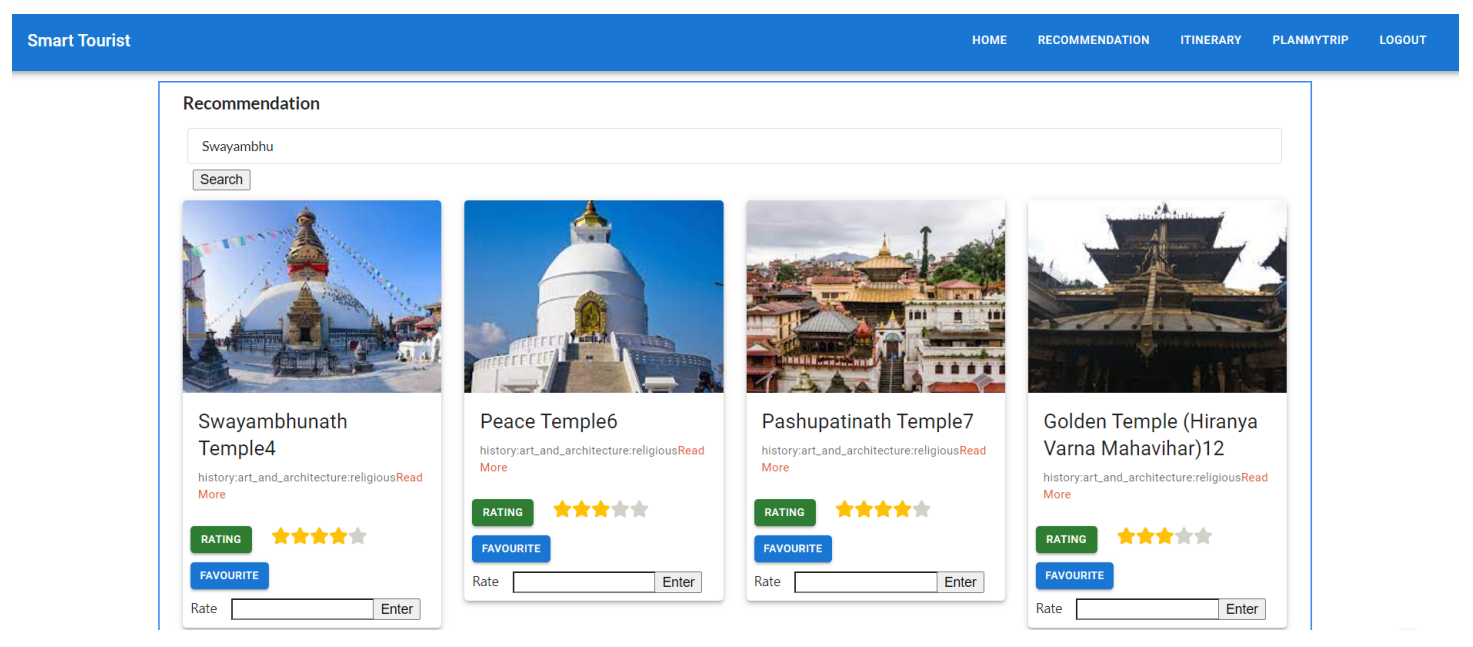 Smart Tourist
HOME RECOMMENDATION ITINERARY PLANMYTRIP LOGOUT
Recommendation
Swayambhu
Search
Swayambhunath
Temple4
history:art_and_architecture:religiousRead
More
RATING
FAVOURITE
Rate Enter
Peace Temple6
history:art_and_architecture:religiousRead
More
RATING
FAVOURITE
Rate Enter
Pashupatinath Temple7
history:art_and_architecture:religiousRead
More
RATING
FAVOURITE
Rate Enter
Golden Temple (Hiranya
Varna Mahavihar)12
history:art_and_architecture:religiousRead
More
RATING
FAVOURITE
Rate Enter